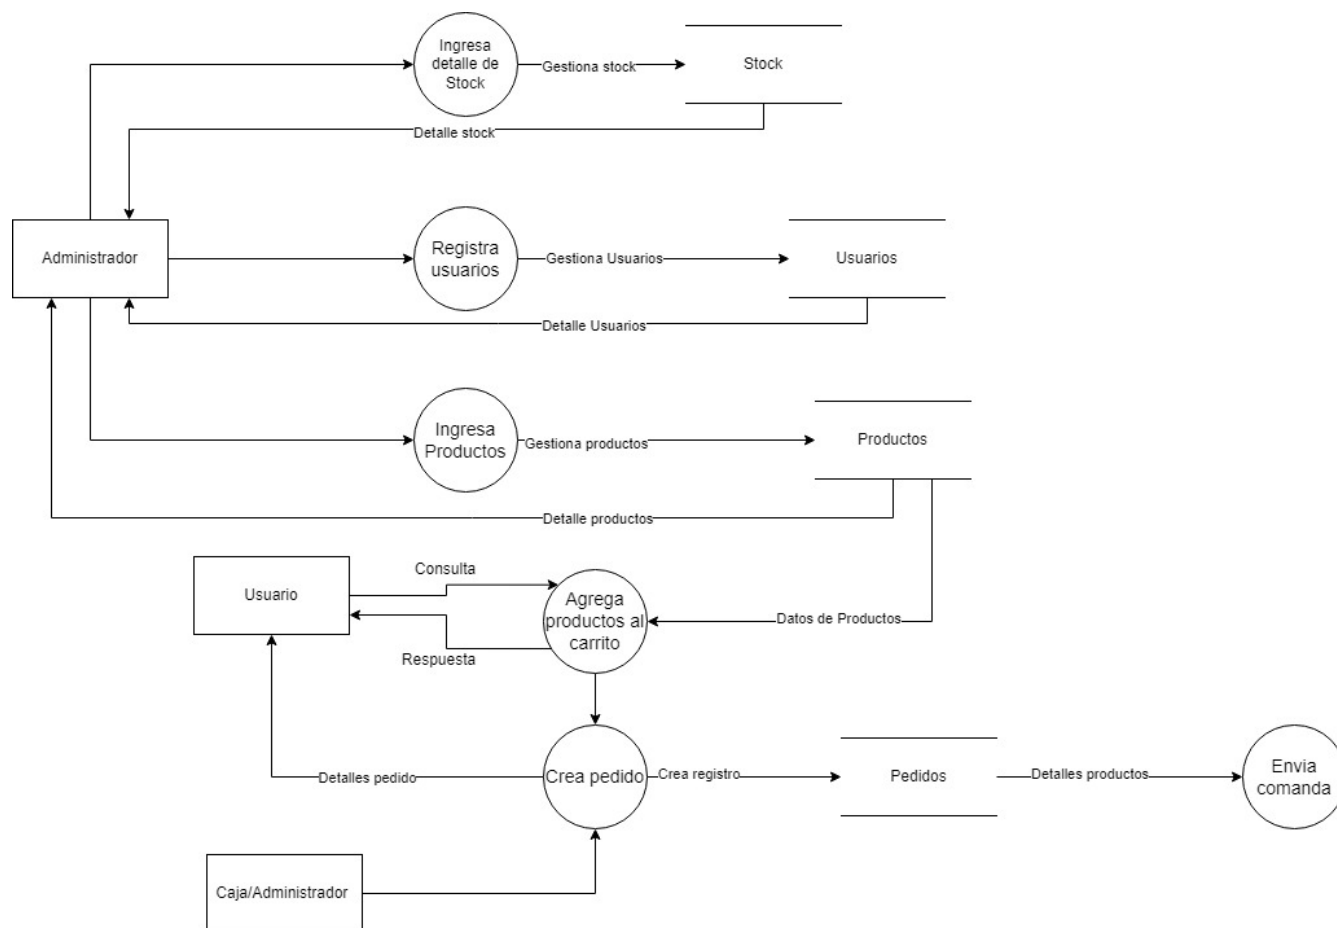 Ingresa
detalle de
Stock
Gestiona stock
Stock
Detalle stock
Administrador
Registra
usuarios
Gestiona Usuarios
Usuarios
Detalle Usuarios
Ingresa
Productos
Gestiona productos
Productos
Detalle productos
Usuario
Consulta
Respuesta
Agrega
productos al
carrito
Datos de Productos
Detalles pedido
Crea pedido
Crea registro
Pedidos
Detalles productos
Envia
comanda
Caja/Administrador